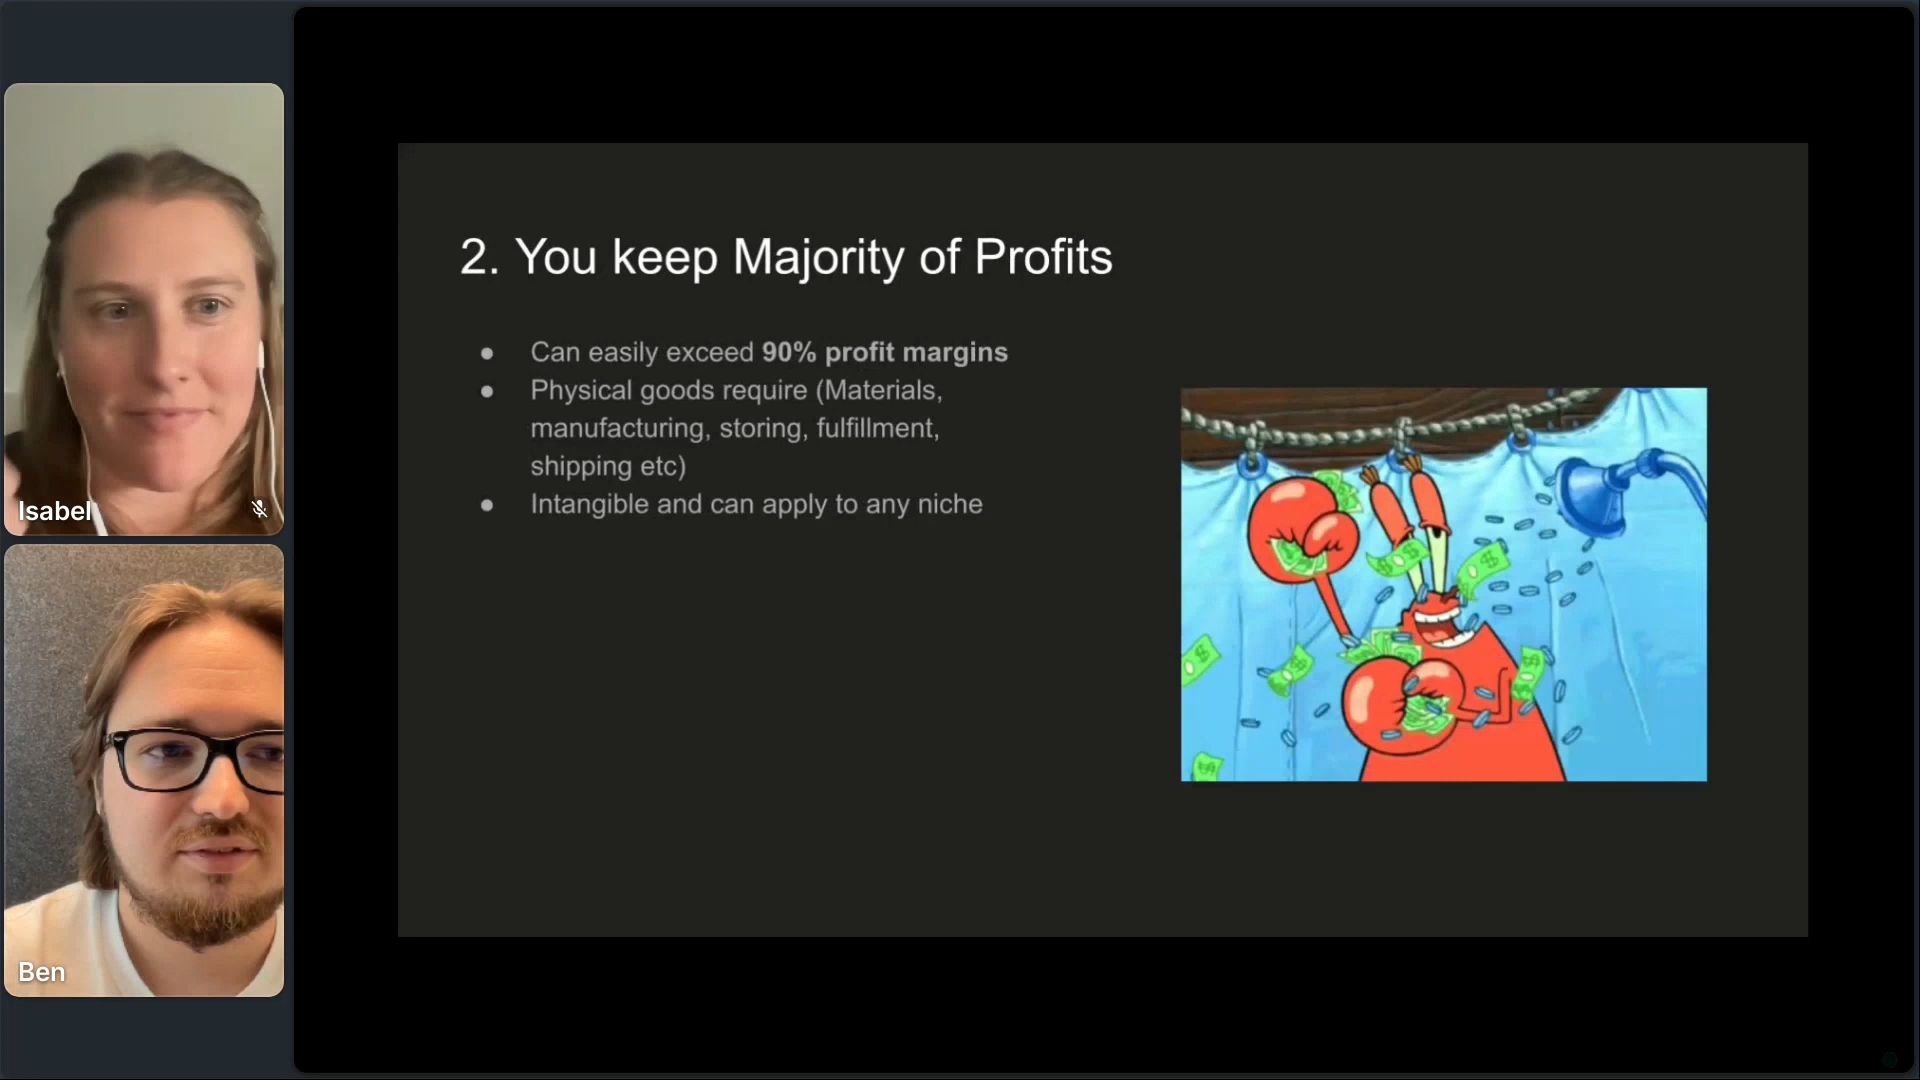 2. You keep Majority of Profits
● Can easily exceed 90% profit margins
● Physical goods require (Materials,
manufacturing, storing, fulfillment,
shipping etc)
● Intangible and can apply to any niche
Isabel
Ben